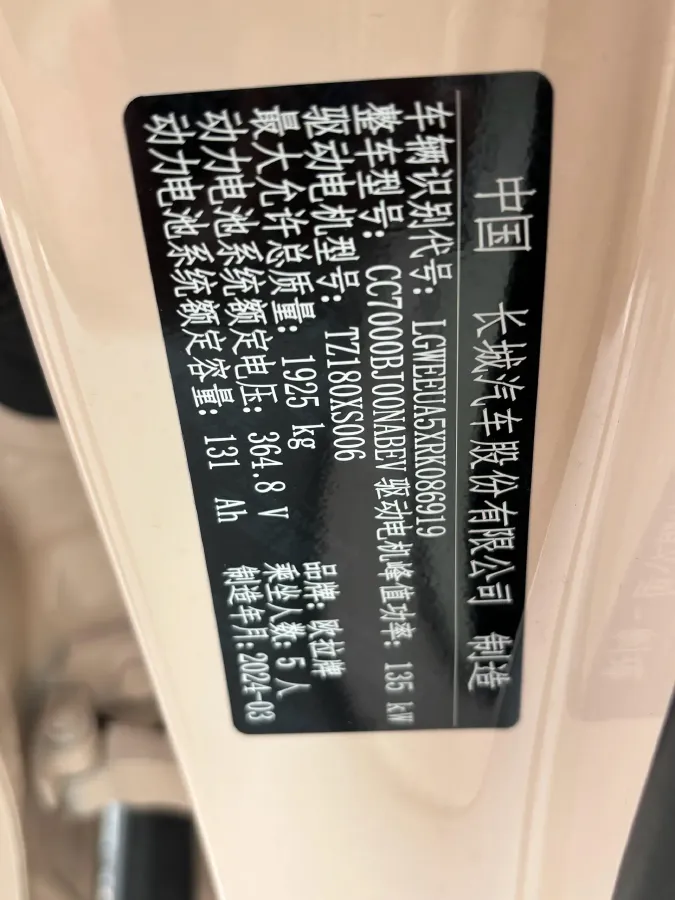 中国 长城汽车股份有限公司 制造
车辆识别代号: LGWEEUA5XRK086919
整车型号: CC7000BJ00NABEV 驱动电机峰值功率: 135 kW
驱动电机型号: TZ180XS006
最大允许总质量: 1925 kg 品牌: 欧拉牌
动力电池系统额定电压: 364.8 V 乘坐人数: 5 人
动力电池系统额定容量: 131 Ah 制造年月: 2024-03